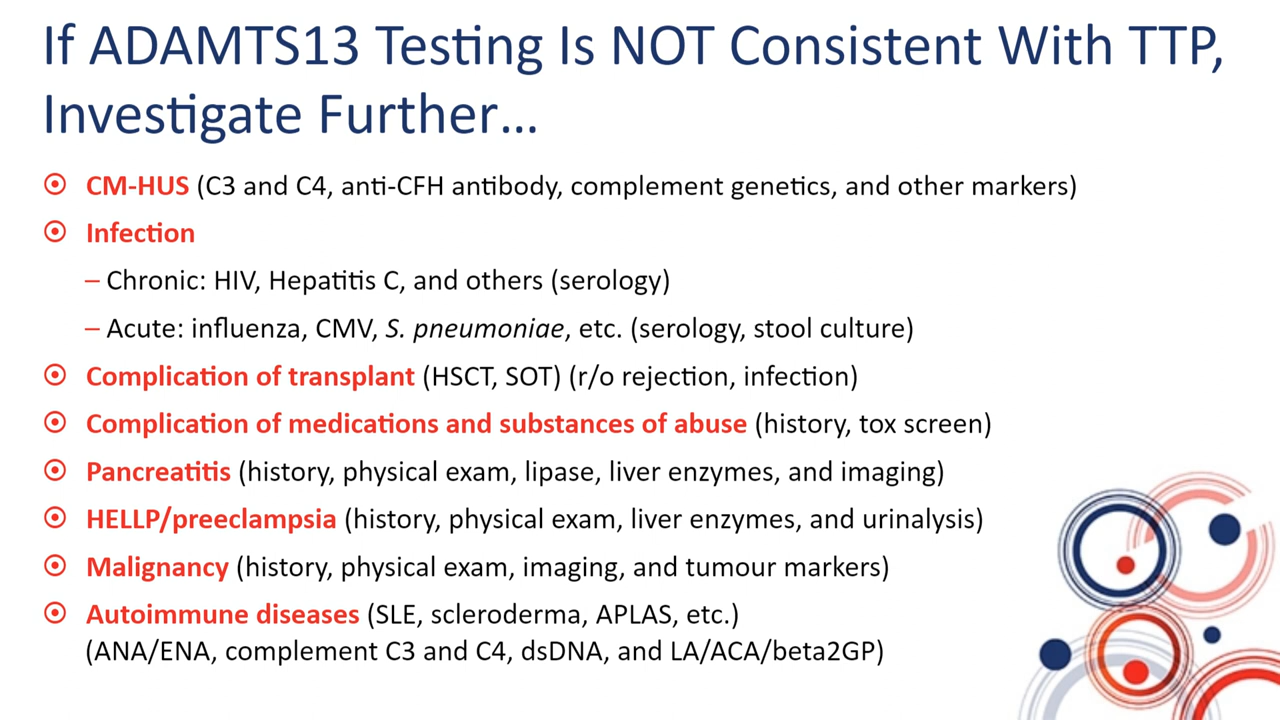 If ADAMTS13 Testing Is NOT Consistent With TTP,
Investigate Further...
CM-HUS (C3 and C4, anti-CFH antibody, complement genetics, and other markers)
Infection
– Chronic: HIV, Hepatitis C, and others (serology)
– Acute: influenza, CMV, S. pneumoniae, etc. (serology, stool culture)
Complication of transplant (HSCT, SOT) (r/o rejection, infection)
Complication of medications and substances of abuse (history, tox screen)
Pancreatitis (history, physical exam, lipase, liver enzymes, and imaging)
HELLP/preeclampsia (history, physical exam, liver enzymes, and urinalysis)
Malignancy (history, physical exam, imaging, and tumour markers)
Autoimmune diseases (SLE, scleroderma, APLAS, etc.)
(ANA/ENA, complement C3 and C4, dsDNA, and LA/ACA/beta2GP)